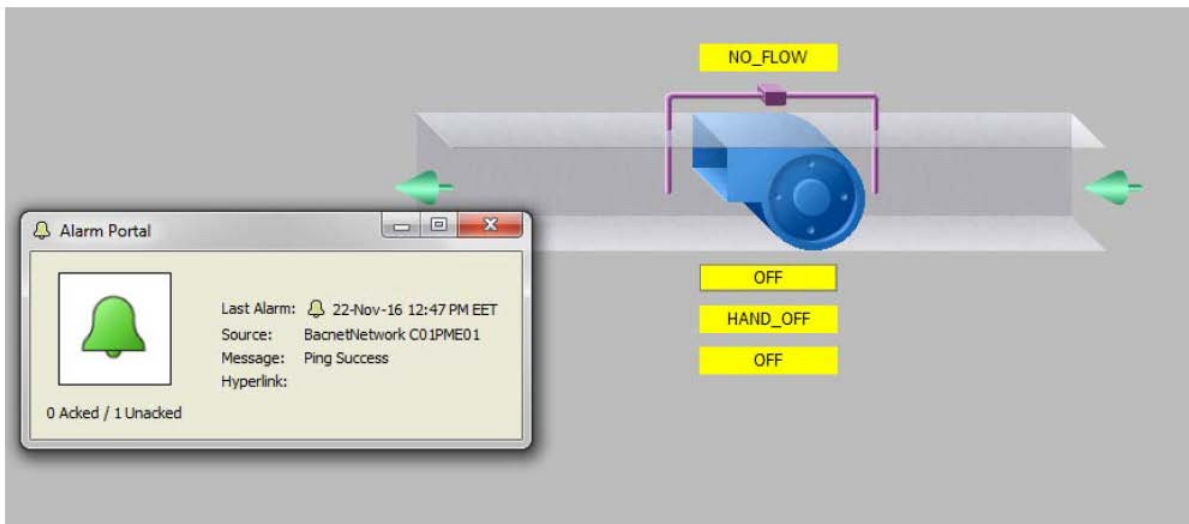 NO_FLOW
OFF
HAND_OFF
OFF
Alarm Portal
Last Alarm: 22-Nov-16 12:47 PM EET
Source: BacnetNetwork C01PME01
Message: Ping Success
Hyperlink:
0 Acked / 1 Unacked